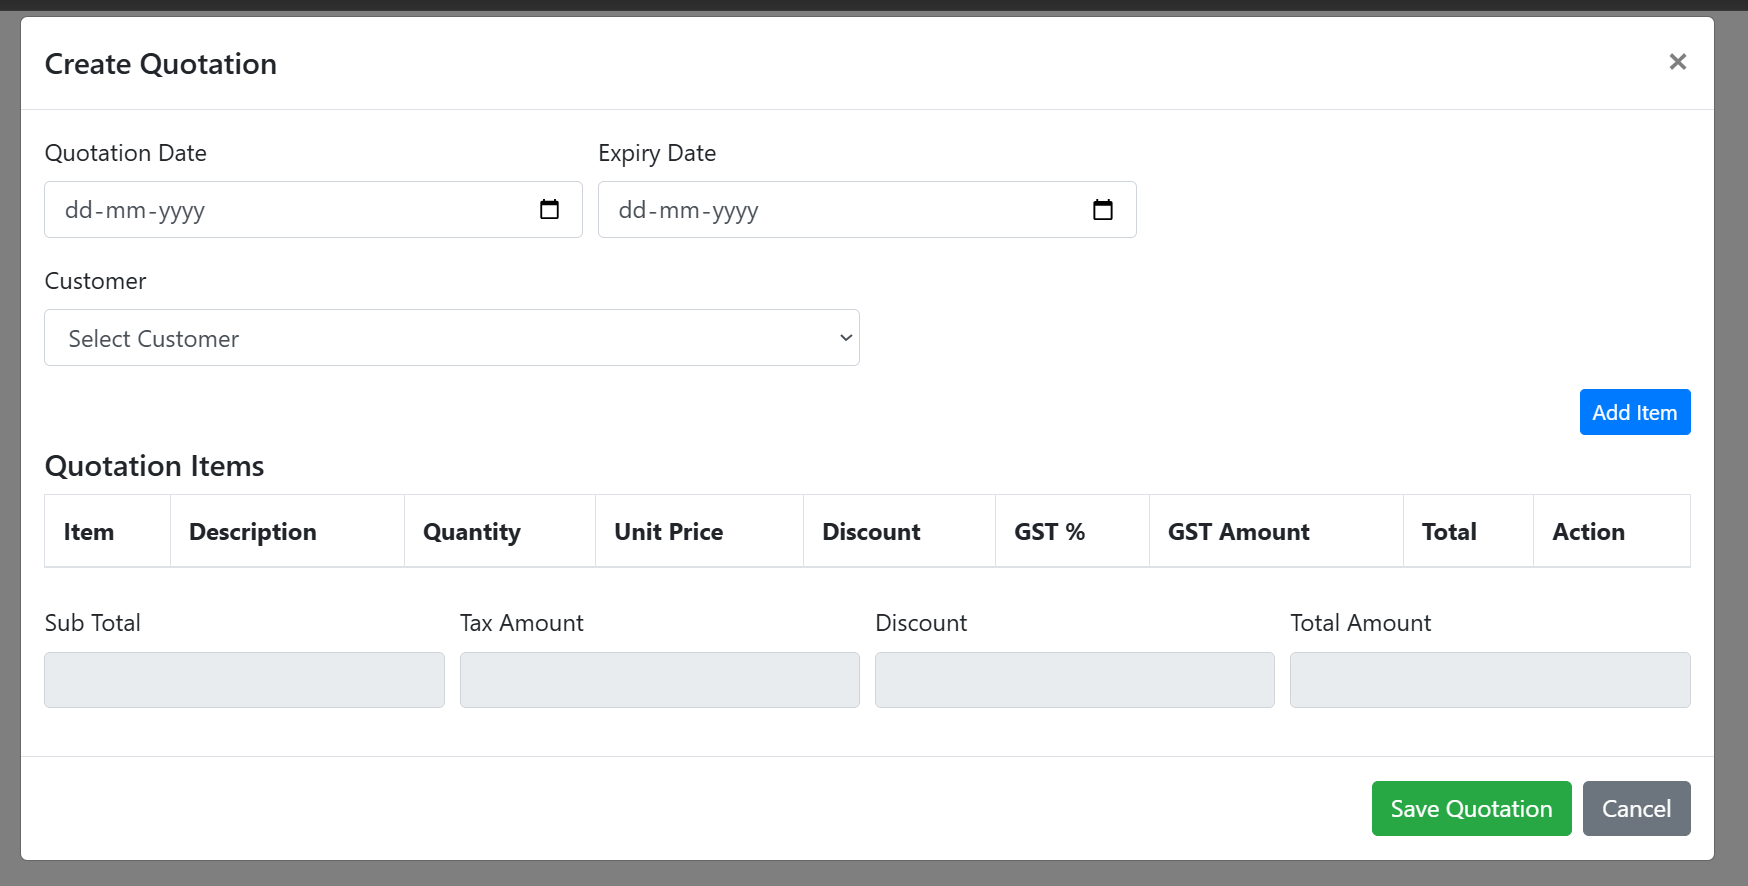 Create Quotation ×
Quotation Date Expiry Date
dd-mm-yyyy dd-mm-yyyy
Customer
Select Customer
Add Item
Quotation Items
Item Description Quantity Unit Price Discount GST % GST Amount Total Action
Sub Total Tax Amount Discount Total Amount
Save Quotation Cancel